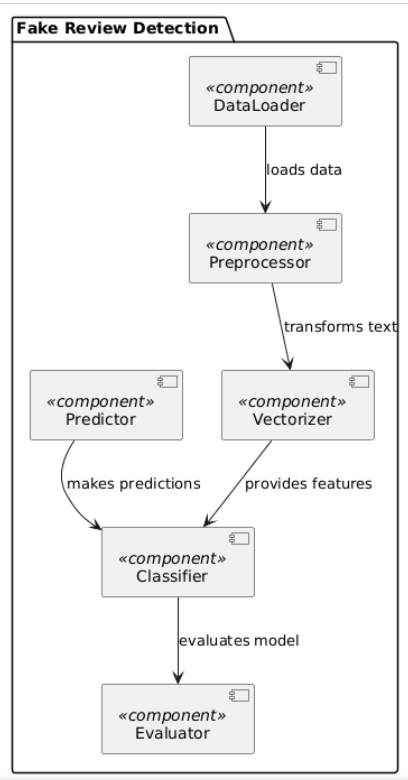 Fake Review Detection
«component»
DataLoader
loads data
«component»
Preprocessor
transforms text
«component»
Predictor
«component»
Vectorizer
makes predictions
provides features
«component»
Classifier
evaluates model
«component»
Evaluator